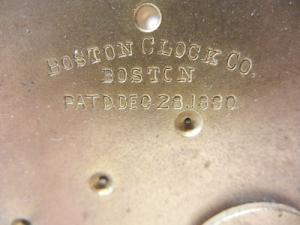 BOSTON CLOCK CO.
BOSTON
PAT'D. DEC. 28. 1880.